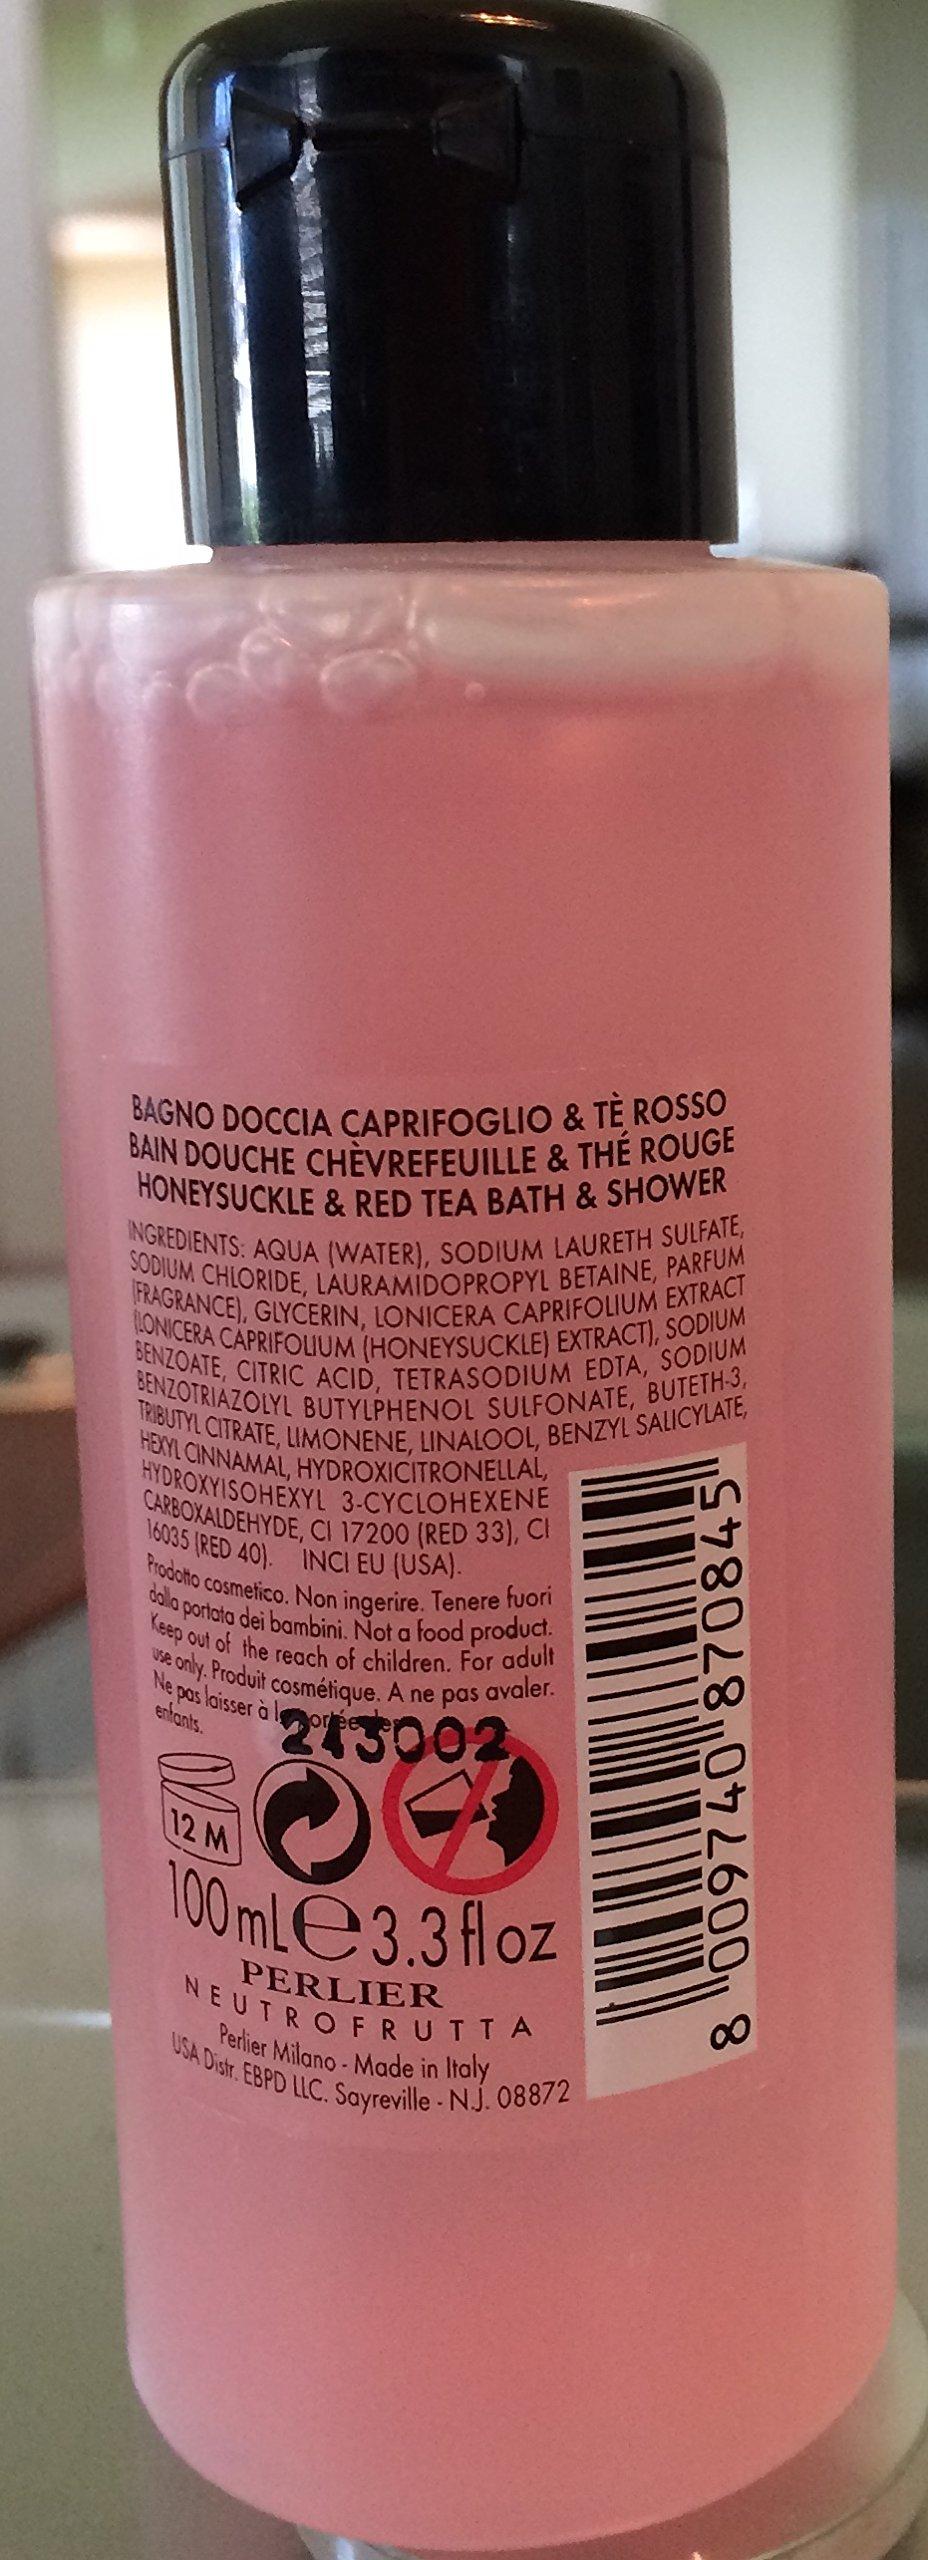 BAGNO DOCCIA CAPRIFOGLIO & TÈ ROSSO
BAIN DOUCHE CHÈVREFEUILLE & THÉ ROUGE
HONEYSUCKLE & RED TEA BATH & SHOWER
INGREDIENTS: AQUA (WATER), SODIUM LAURETH SULFATE,
SODIUM CHLORIDE, LAURAMIDOPROPYL BETAINE, PARFUM
(FRAGRANCE), GLYCERIN, LONICERA CAPRIFOLIUM EXTRACT
(LONICERA CAPRIFOLIUM (HONEYSUCKLE) EXTRACT), SODIUM
BENZOATE, CITRIC ACID, TETRASODIUM EDTA, SODIUM
BENZOTRIAZOLYL BUTYLPHENOL SULFONATE, BUTETH-3,
TRIBUTYL CITRATE, LIMONENE, LINALOOL, BENZYL SALICYLATE,
HEXYL CINNAMAL, HYDROXICITRONELLAL,
HYDROXYISOHEXYL 3-CYCLOHEXENE
CARBOXALDEHYDE, CI 17200 (RED 33), CI
16035 (RED 40). INCI EU (USA).
Prodotto cosmetico. Non ingerire. Tenere fuori
dalla portata dei bambini. Not a food product.
Keep out of the reach of children. For adult
use only. Produit cosmétique. A ne pas avaler.
Ne pas laisser à la portée des
enfants.
243002
12 M
100 mL e 3.3 fl oz
PERLIER
NEUTROFRUTTA
Perlier Milano - Made in Italy
USA Distr. EBPD LLC. Sayreville - N.J. 08872
8 009740 870845